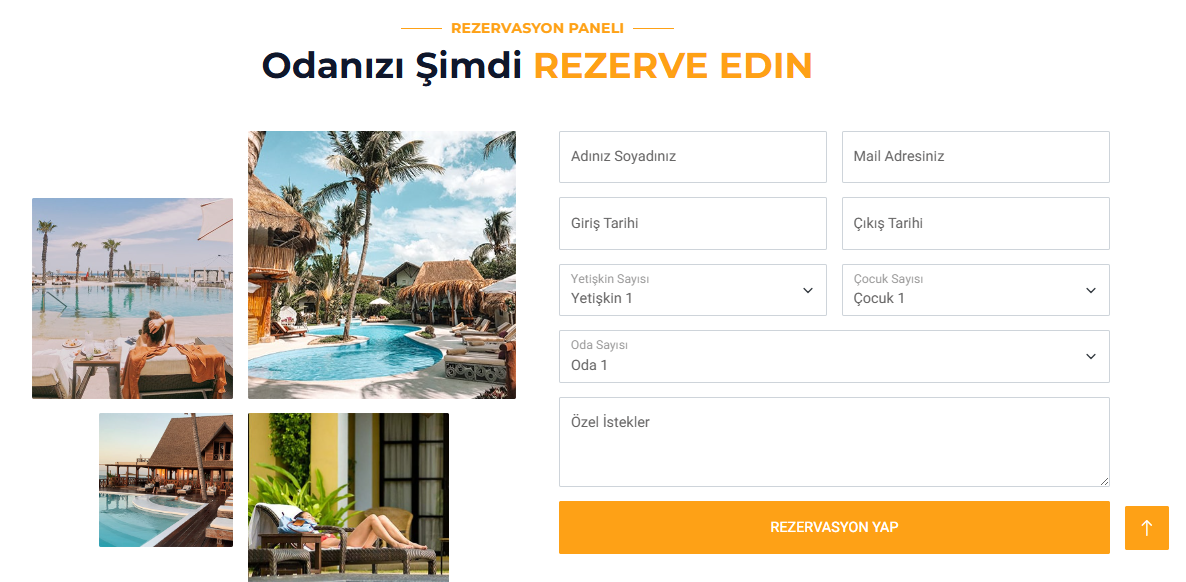 REZERVASYON PANELI
Odanızı Şimdi REZERVE EDIN
Adınız Soyadınız
Mail Adresiniz
Giriş Tarihi
Çıkış Tarihi
Yetişkin Sayısı
Yetişkin 1
Çocuk Sayısı
Çocuk 1
Oda Sayısı
Oda 1
Özel İstekler
REZERVASYON YAP